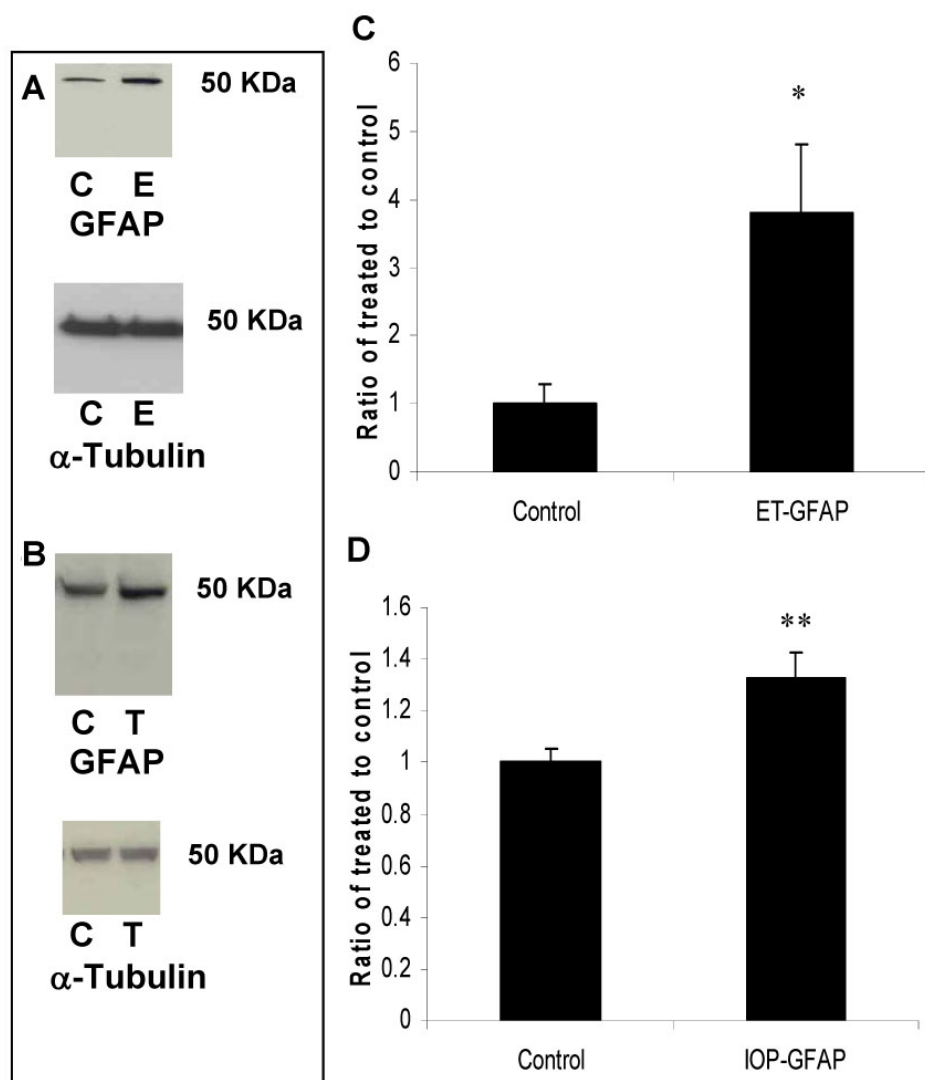 A
50 KDa
C E
GFAP
50 KDa
C E
α-Tubulin
B
50 KDa
C T
GFAP
50 KDa
C T
α-Tubulin
C
Ratio of treated to control
6
5
4
3
2
1
0
*
Control ET-GFAP
D
Ratio of treated to control
1.6
1.4
1.2
1
0.8
0.6
0.4
0.2
0
**
Control IOP-GFAP